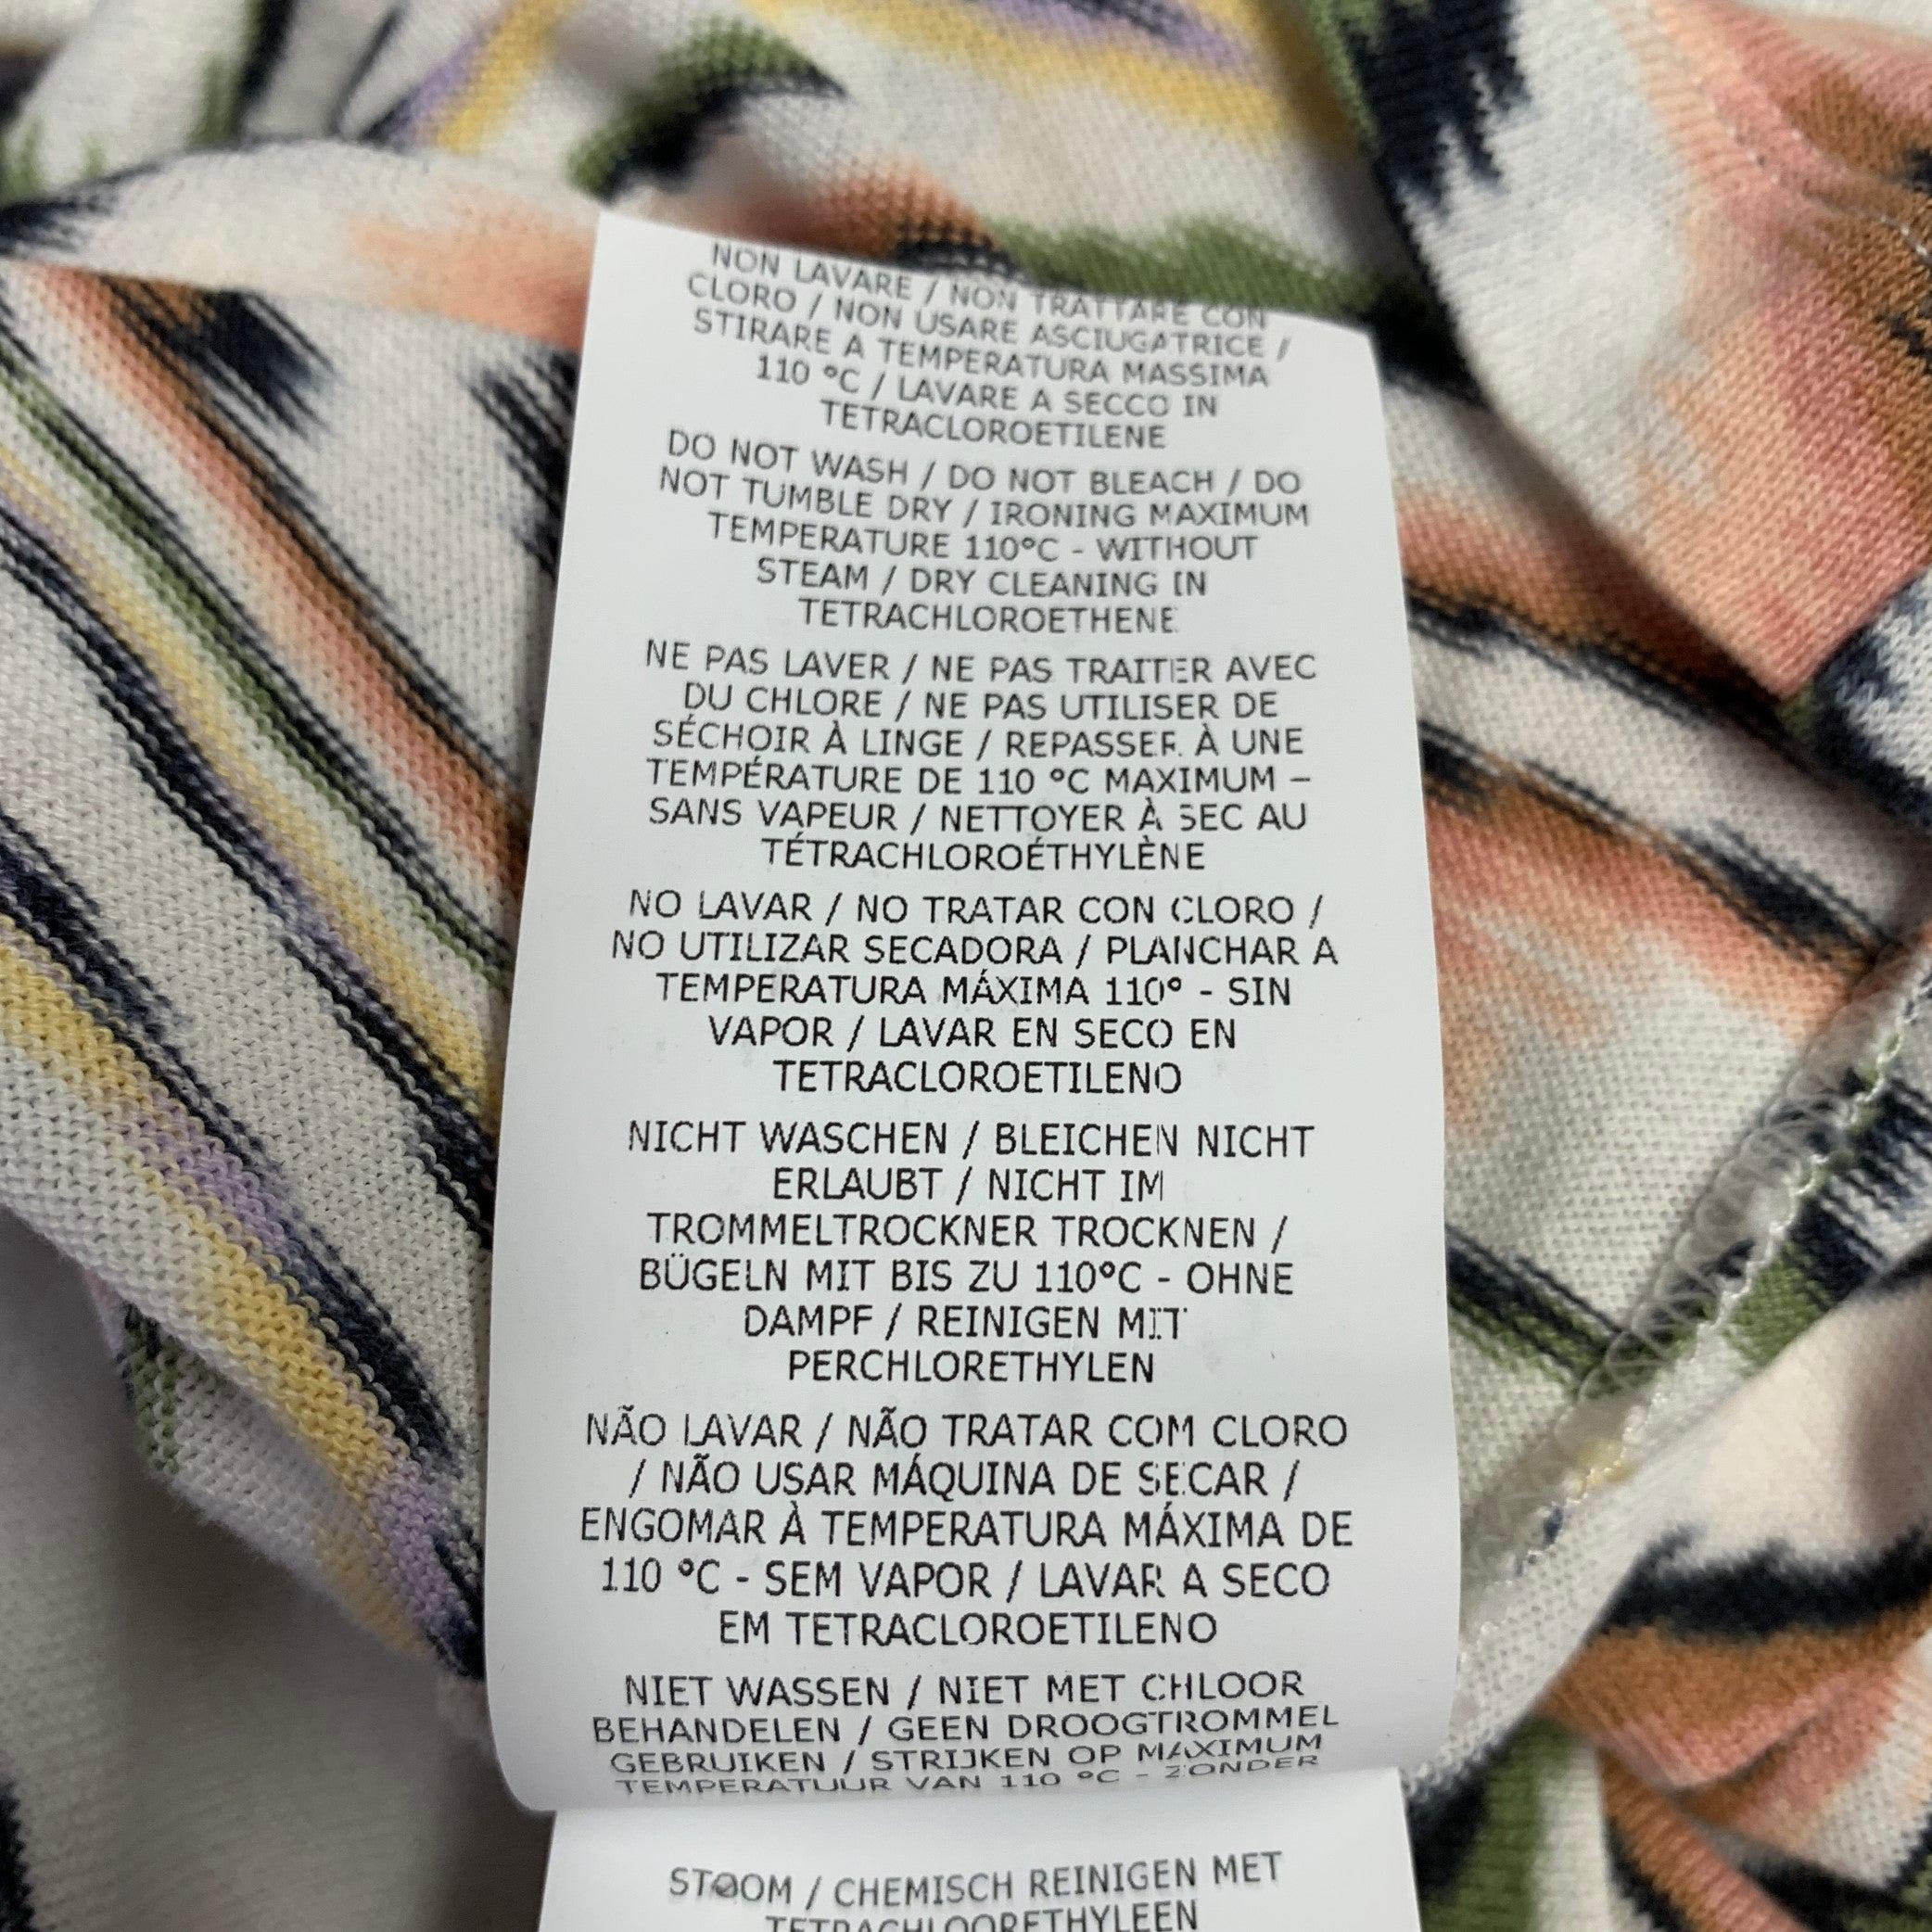 NON LAVARE / NON TRATTARE CON
CLORO / NON USARE ASCIUGATRICE /
STIRARE A TEMPERATURA MASSIMA
110 °C / LAVARE A SECCO IN
TETRACLOROETILENE
DO NOT WASH / DO NOT BLEACH / DO
NOT TUMBLE DRY / IRONING MAXIMUM
TEMPERATURE 110°C - WITHOUT
STEAM / DRY CLEANING IN
TETRACHLOROETHENE
NE PAS LAVER / NE PAS TRAITER AVEC
DU CHLORE / NE PAS UTILISER DE
SÉCHOIR À LINGE / REPASSER À UNE
TEMPÉRATURE DE 110 °C MAXIMUM –
SANS VAPEUR / NETTOYER À SEC AU
TÉTRACHLOROÉTHYLÈNE
NO LAVAR / NO TRATAR CON CLORO /
NO UTILIZAR SECADORA / PLANCHAR A
TEMPERATURA MÁXIMA 110° - SIN
VAPOR / LAVAR EN SECO EN
TETRACLOROETILENO
NICHT WASCHEN / BLEICHEN NICHT
ERLAUBT / NICHT IM
TROMMELTROCKNER TROCKNEN /
BÜGELN MIT BIS ZU 110°C - OHNE
DAMPF / REINIGEN MIT
PERCHLORETHYLEN
NÃO LAVAR / NÃO TRATAR COM CLORO
/ NÃO USAR MÁQUINA DE SECAR /
ENGOMAR À TEMPERATURA MÁXIMA DE
110 °C - SEM VAPOR / LAVAR A SECO
EM TETRACLOROETILENO
NIET WASSEN / NIET MET CHLOOR
BEHANDELEN / GEEN DROOGTROMMEL
GEBRUIKEN / STRIJKEN OP MAXIMUM
TEMPERATUUR VAN 110 °C - ZONDER
STOOM / CHEMISCH REINIGEN MET
TETRACHLOORETHYLEEN